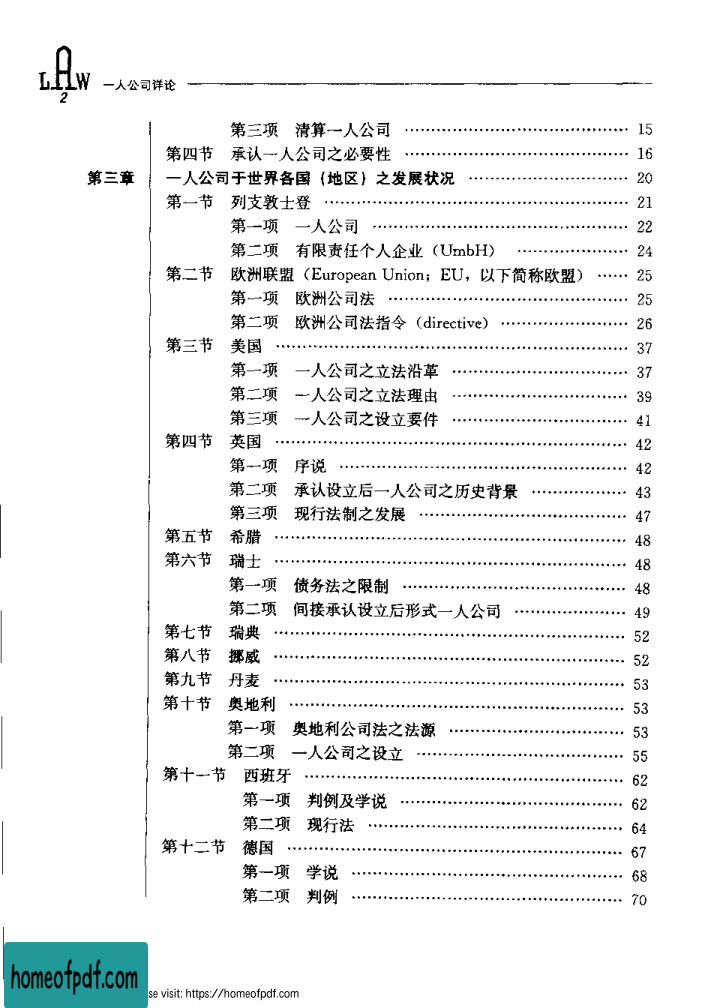 LAW 一人公司详论
2
第三项 清算一人公司 …… 15
第四节 承认一人公司之必要性 …… 16
第三章 一人公司于世界各国（地区）之发展状况 …… 20
第一节 列支敦士登 …… 21
第一项 一人公司 …… 22
第二项 有限责任个人企业（UmbH） …… 24
第二节 欧洲联盟（European Union；EU，以下简称欧盟） …… 25
第一项 欧洲公司法 …… 25
第二项 欧洲公司法指令（directive） …… 26
第三节 美国 …… 37
第一项 一人公司之立法沿革 …… 37
第二项 一人公司之立法理由 …… 39
第三项 一人公司之设立要件 …… 41
第四节 英国 …… 42
第一项 序说 …… 42
第二项 承认设立后一人公司之历史背景 …… 43
第三项 现行法制之发展 …… 47
第五节 希腊 …… 48
第六节 瑞士 …… 48
第一项 债务法之限制 …… 48
第二项 间接承认设立后形式一人公司 …… 49
第七节 瑞典 …… 52
第八节 挪威 …… 52
第九节 丹麦 …… 53
第十节 奥地利 …… 53
第一项 奥地利公司法之法源 …… 53
第二项 一人公司之设立 …… 55
第十一节 西班牙 …… 62
第一项 判例及学说 …… 62
第二项 现行法 …… 64
第十二节 德国 …… 67
第一项 学说 …… 68
第二项 判例 …… 70
homeofpdf.com
se visit: https://homeofpdf.com